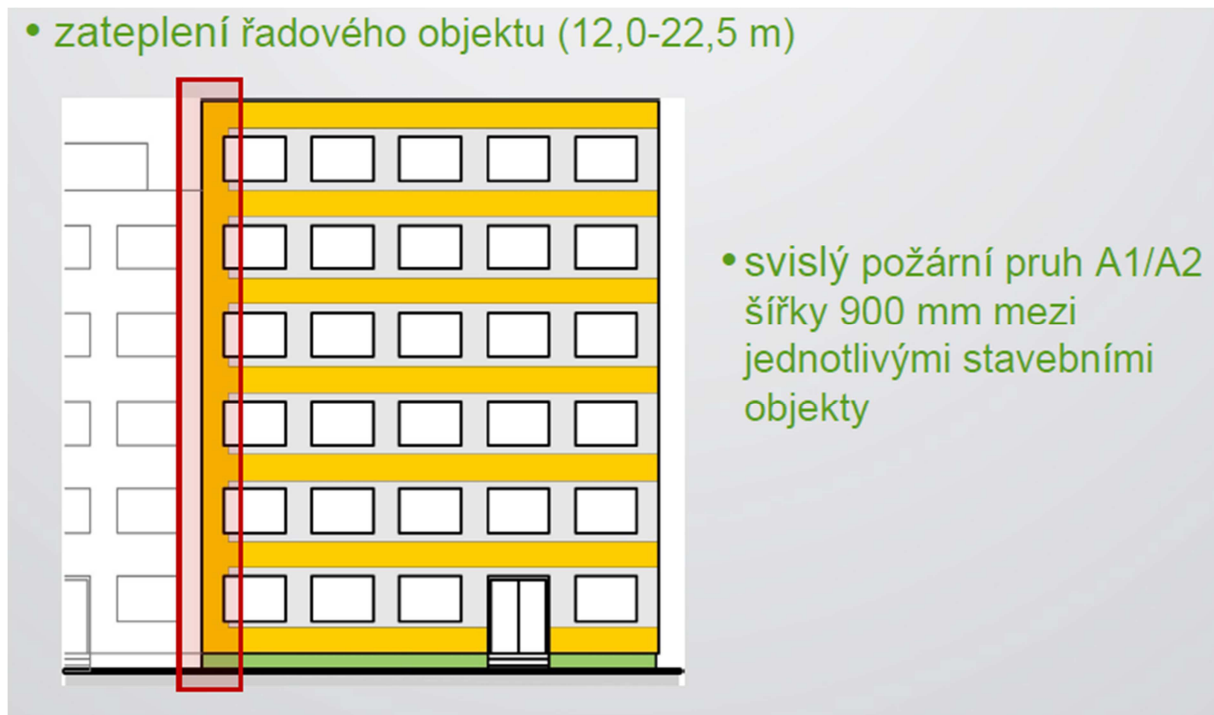 • zateplení řadového objektu (12,0-22,5 m)
• svislý požární pruh A1/A2
šířky 900 mm mezi
jednotlivými stavebními
objekty